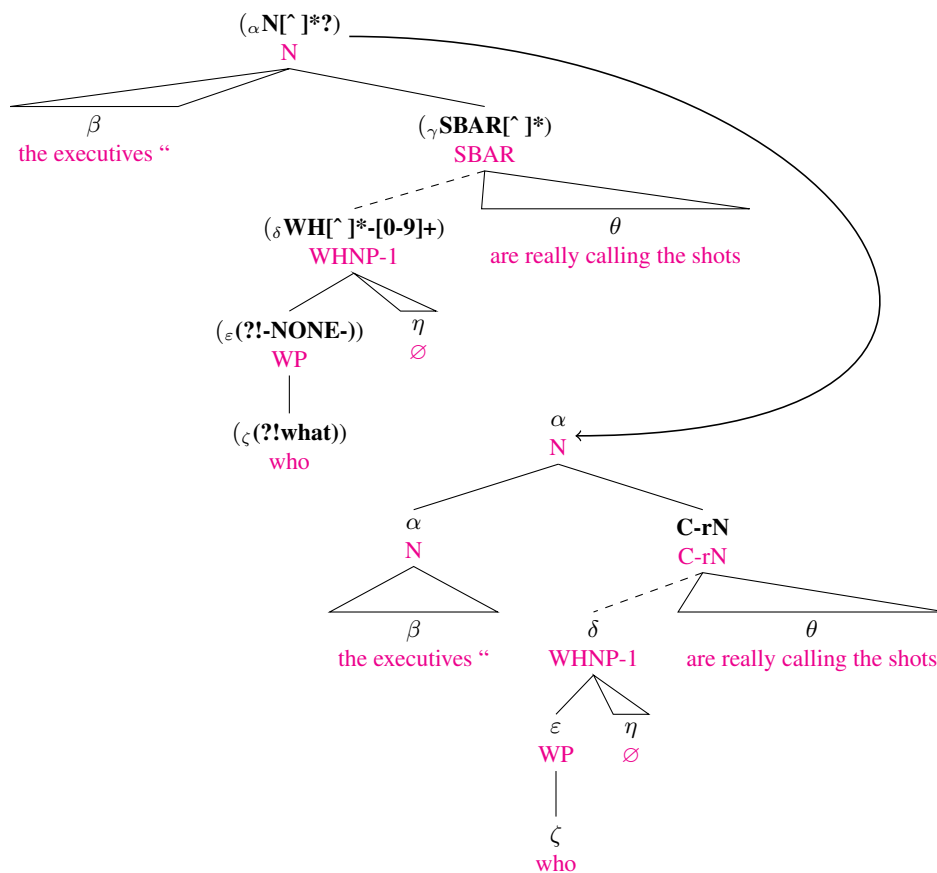 (αN[^ ]*?)
N
β
the executives “
(γSBAR[^ ]*)
SBAR
(δWH[^ ]*-[0-9]+)
WHNP-1
θ
are really calling the shots
(ε(?!-NONE-))
WP
η
∅
(ζ(?!what))
who
α
N
α
N
C-rN
C-rN
β
the executives “
δ
WHNP-1
θ
are really calling the shots
ε
WP
η
∅
ζ
who